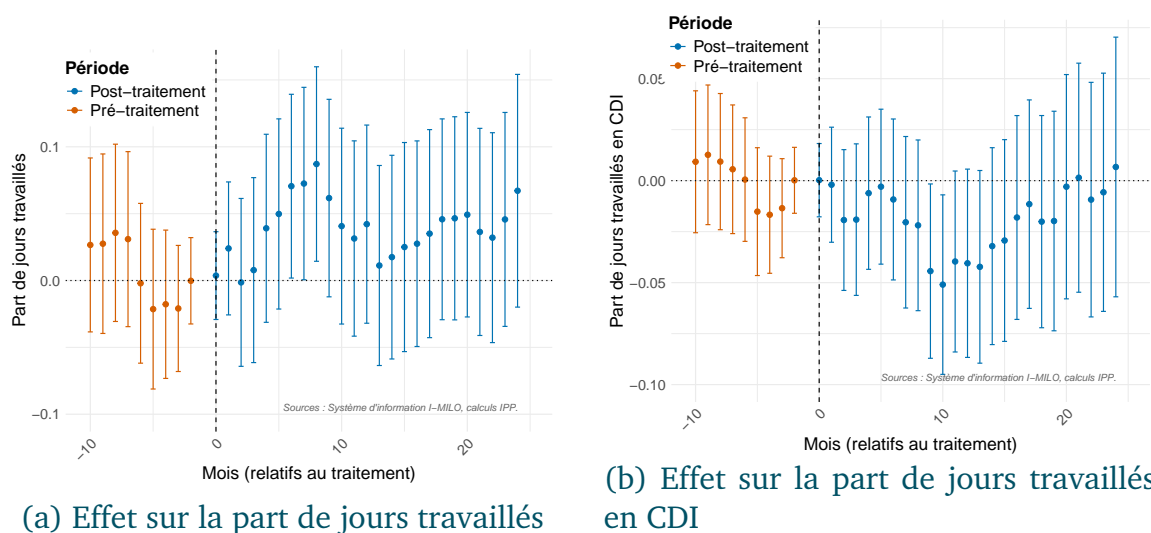 Période
Post−traitement
Pré−traitement
Part de jours travaillés
0.1
0.0
−0.1
−10
0
10
20
Sources : Système d'information I−MILO, calculs IPP.
Mois (relatifs au traitement)
(a) Effet sur la part de jours travaillés
Période
Post−traitement
Pré−traitement
Part de jours travaillés en CDI
0.05
0.00
−0.05
−0.10
−10
0
10
20
Sources : Système d'information I−MILO, calculs IPP.
Mois (relatifs au traitement)
(b) Effet sur la part de jours travaillés
en CDI